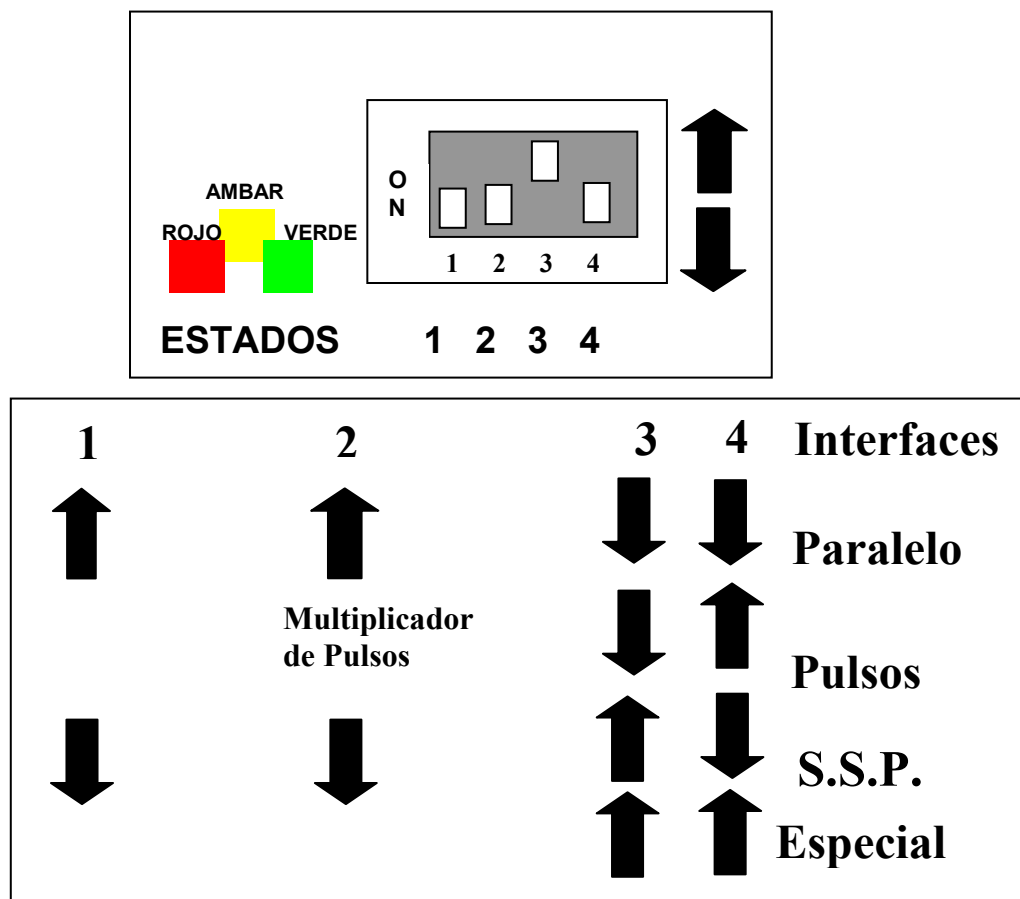 AMBAR
ROJO VERDE
O
N
1 2 3 4
ESTADOS 1 2 3 4
1 2 3 4 Interfaces
Paralelo
Multiplicador
de Pulsos
Pulsos
S.S.P.
Especial